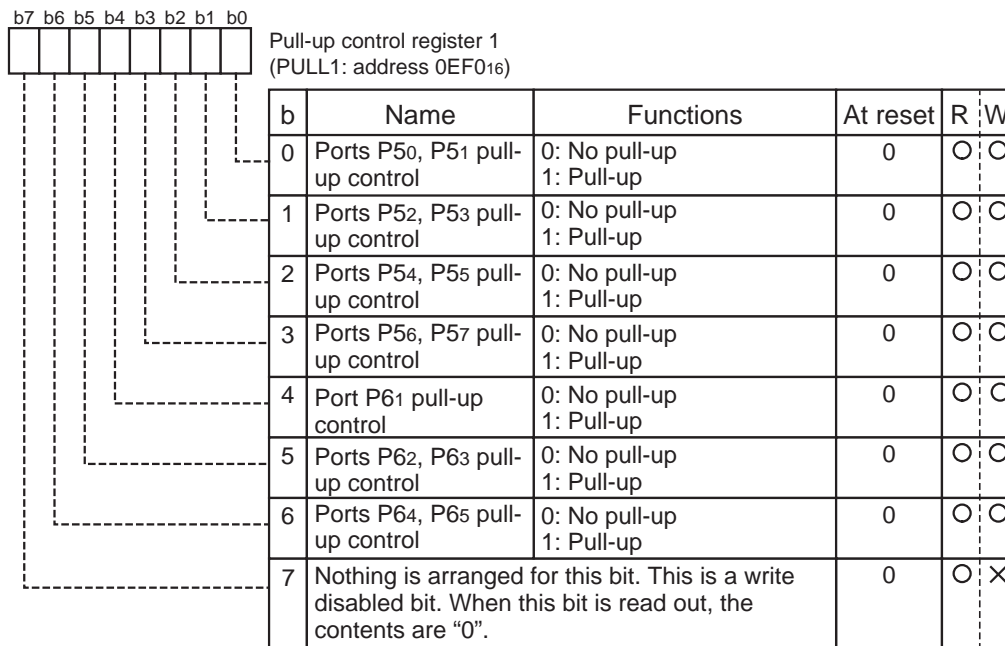 b7 b6 b5 b4 b3 b2 b1 b0
Pull-up control register 1
(PULL1: address 0EF016)
b Name Functions At reset R W
0 Ports P50, P51 pull-
up control
0: No pull-up
1: Pull-up
0
1 Ports P52, P53 pull-
up control
0: No pull-up
1: Pull-up
0
2 Ports P54, P55 pull-
up control
0: No pull-up
1: Pull-up
0
3 Ports P56, P57 pull-
up control
0: No pull-up
1: Pull-up
0
4 Port P61 pull-up
control
0: No pull-up
1: Pull-up
0
5 Ports P62, P63 pull-
up control
0: No pull-up
1: Pull-up
0
6 Ports P64, P65 pull-
up control
0: No pull-up
1: Pull-up
0
7 Nothing is arranged for this bit. This is a write
disabled bit. When this bit is read out, the
contents are “0”.
0